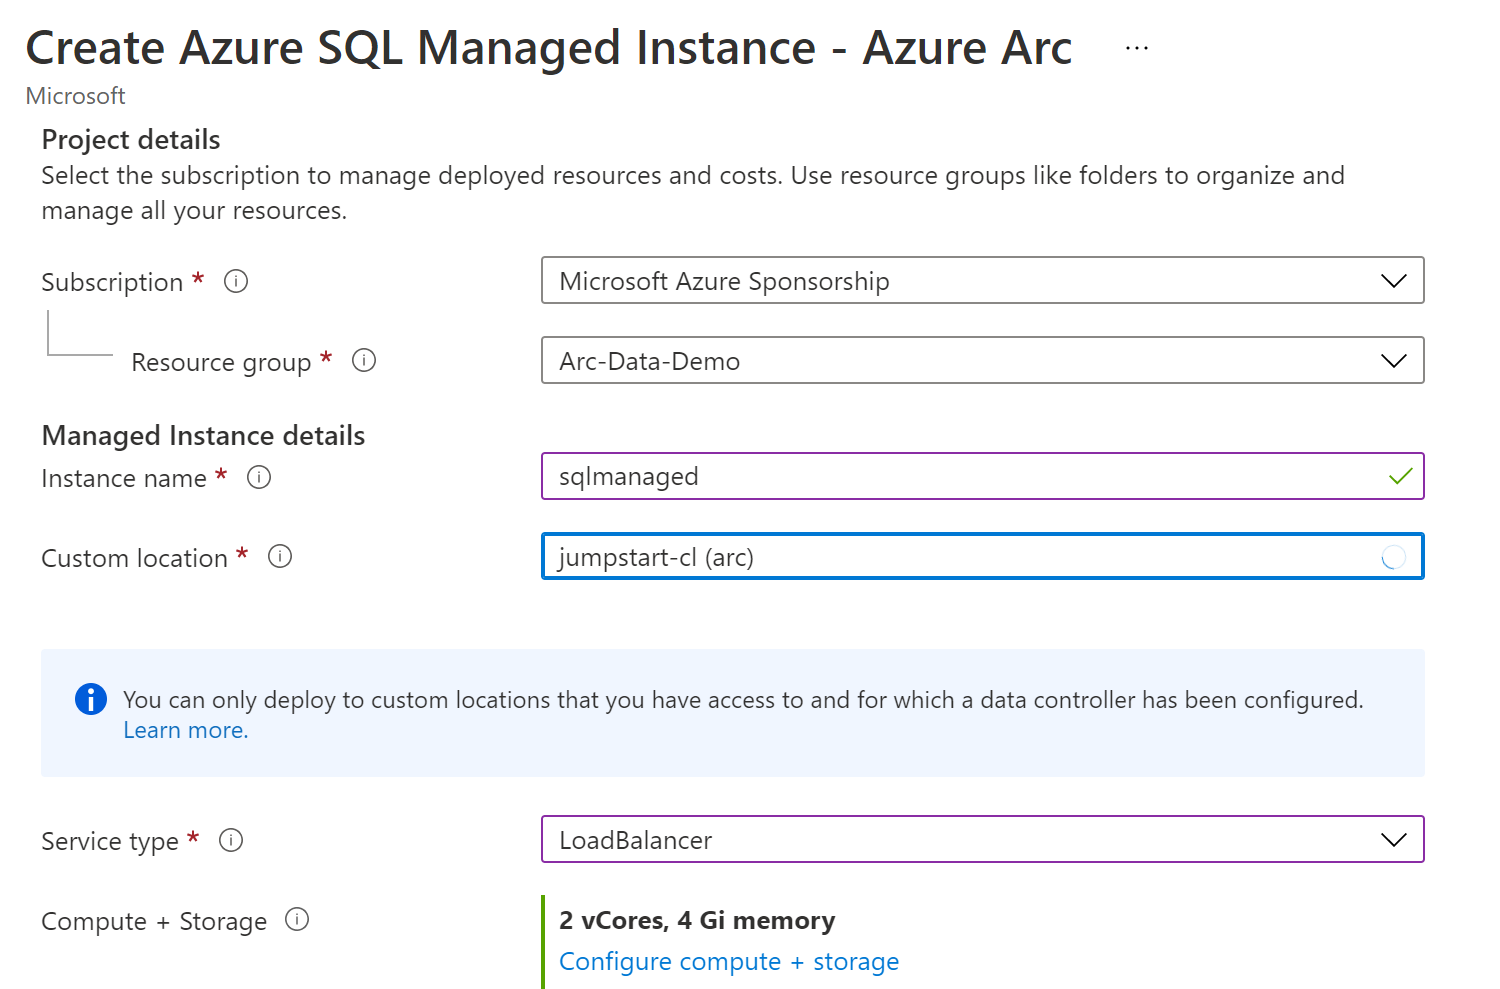 Create Azure SQL Managed Instance - Azure Arc ...
Microsoft
Project details
Select the subscription to manage deployed resources and costs. Use resource groups like folders to organize and
manage all your resources.
Subscription *
Microsoft Azure Sponsorship
Resource group *
Arc-Data-Demo
Managed Instance details
Instance name *
sqlmanaged
Custom location *
jumpstart-cl (arc)
You can only deploy to custom locations that you have access to and for which a data controller has been configured.
Learn more.
Service type *
LoadBalancer
Compute + Storage
2 vCores, 4 Gi memory
Configure compute + storage